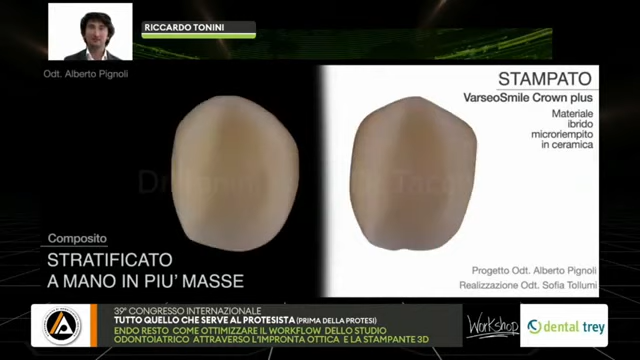 RICCARDO TONINI
Odt. Alberto Pignoli
STAMPATO
VarseoSmile Crown plus
Materiale
ibrido
microriempito
in ceramica
Composito
STRATIFICATO
A MANO IN PIU' MASSE
Progetto Odt. Alberto Pignoli
Realizzazione Odt. Sofia Tollumi
39° CONGRESSO INTERNAZIONALE
TUTTO QUELLO CHE SERVE AL PROTESISTA (PRIMA DELLA PROTESI)
ENDO RESTO COME OTTIMIZZARE IL WORKFLOW DELLO STUDIO
ODONTOIATRICO ATTRAVERSO L'IMPRONTA OTTICA E LA STAMPANTE 3D
Workshop
dental trey